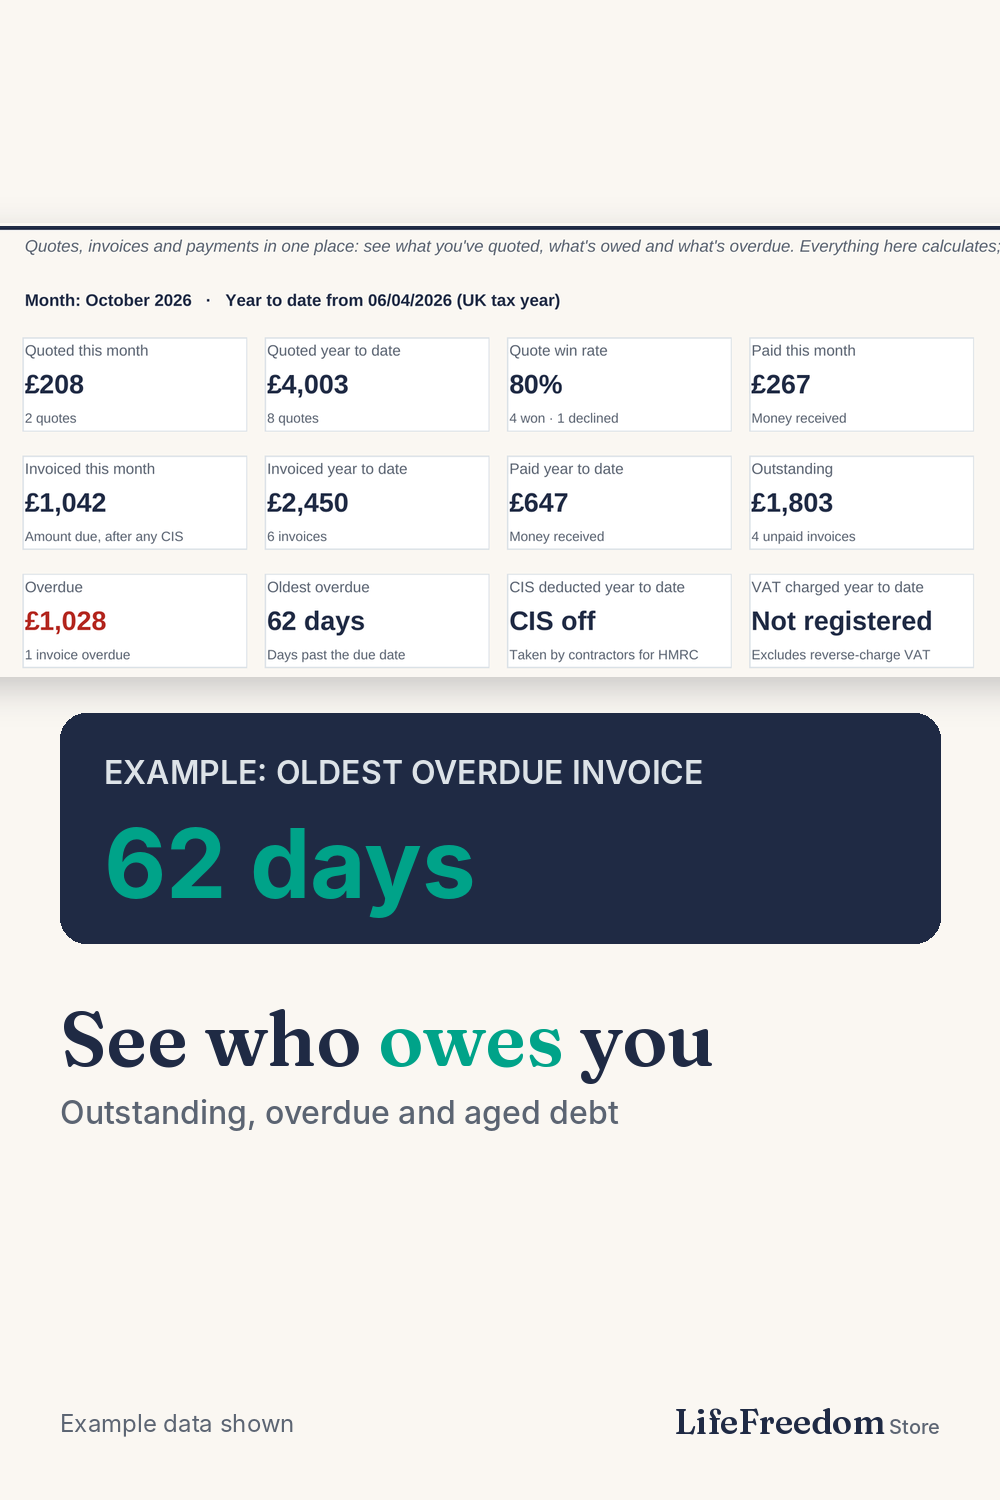 Quotes, invoices and payments in one place: see what you've quoted, what's owed and what's overdue. Everything here calculates;
Month: October 2026 · Year to date from 06/04/2026 (UK tax year)
Quoted this month
£208
2 quotes
Quoted year to date
£4,003
8 quotes
Quote win rate
80%
4 won · 1 declined
Paid this month
£267
Money received
Invoiced this month
£1,042
Amount due, after any CIS
Invoiced year to date
£2,450
6 invoices
Paid year to date
£647
Money received
Outstanding
£1,803
4 unpaid invoices
Overdue
£1,028
1 invoice overdue
Oldest overdue
62 days
Days past the due date
CIS deducted year to date
CIS off
Taken by contractors for HMRC
VAT charged year to date
Not registered
Excludes reverse-charge VAT
EXAMPLE: OLDEST OVERDUE INVOICE
62 days
See who owes you
Outstanding, overdue and aged debt
Example data shown
LifeFreedom Store